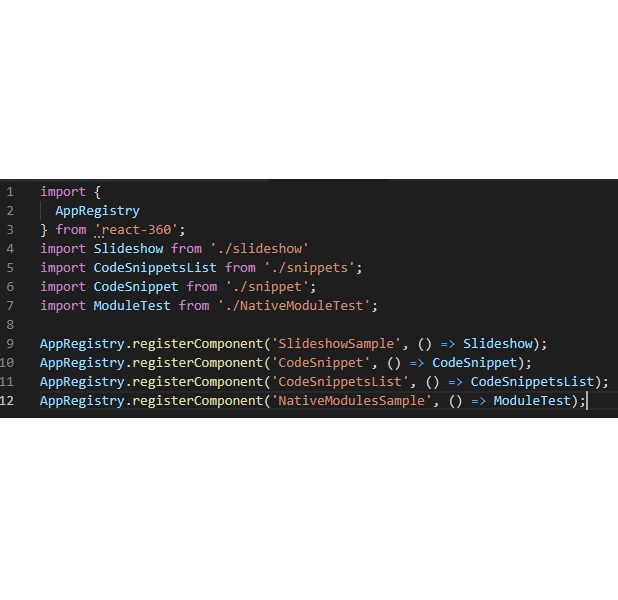 1 import {
2 AppRegistry
3 } from 'react-360';
4 import Slideshow from './slideshow'
5 import CodeSnippetsList from './snippets';
6 import CodeSnippet from './snippet';
7 import ModuleTest from './NativeModuleTest';
8
9 AppRegistry.registerComponent('SlideshowSample', () => Slideshow);
10 AppRegistry.registerComponent('CodeSnippet', () => CodeSnippet);
11 AppRegistry.registerComponent('CodeSnippetsList', () => CodeSnippetsList);
12 AppRegistry.registerComponent('NativeModulesSample', () => ModuleTest);